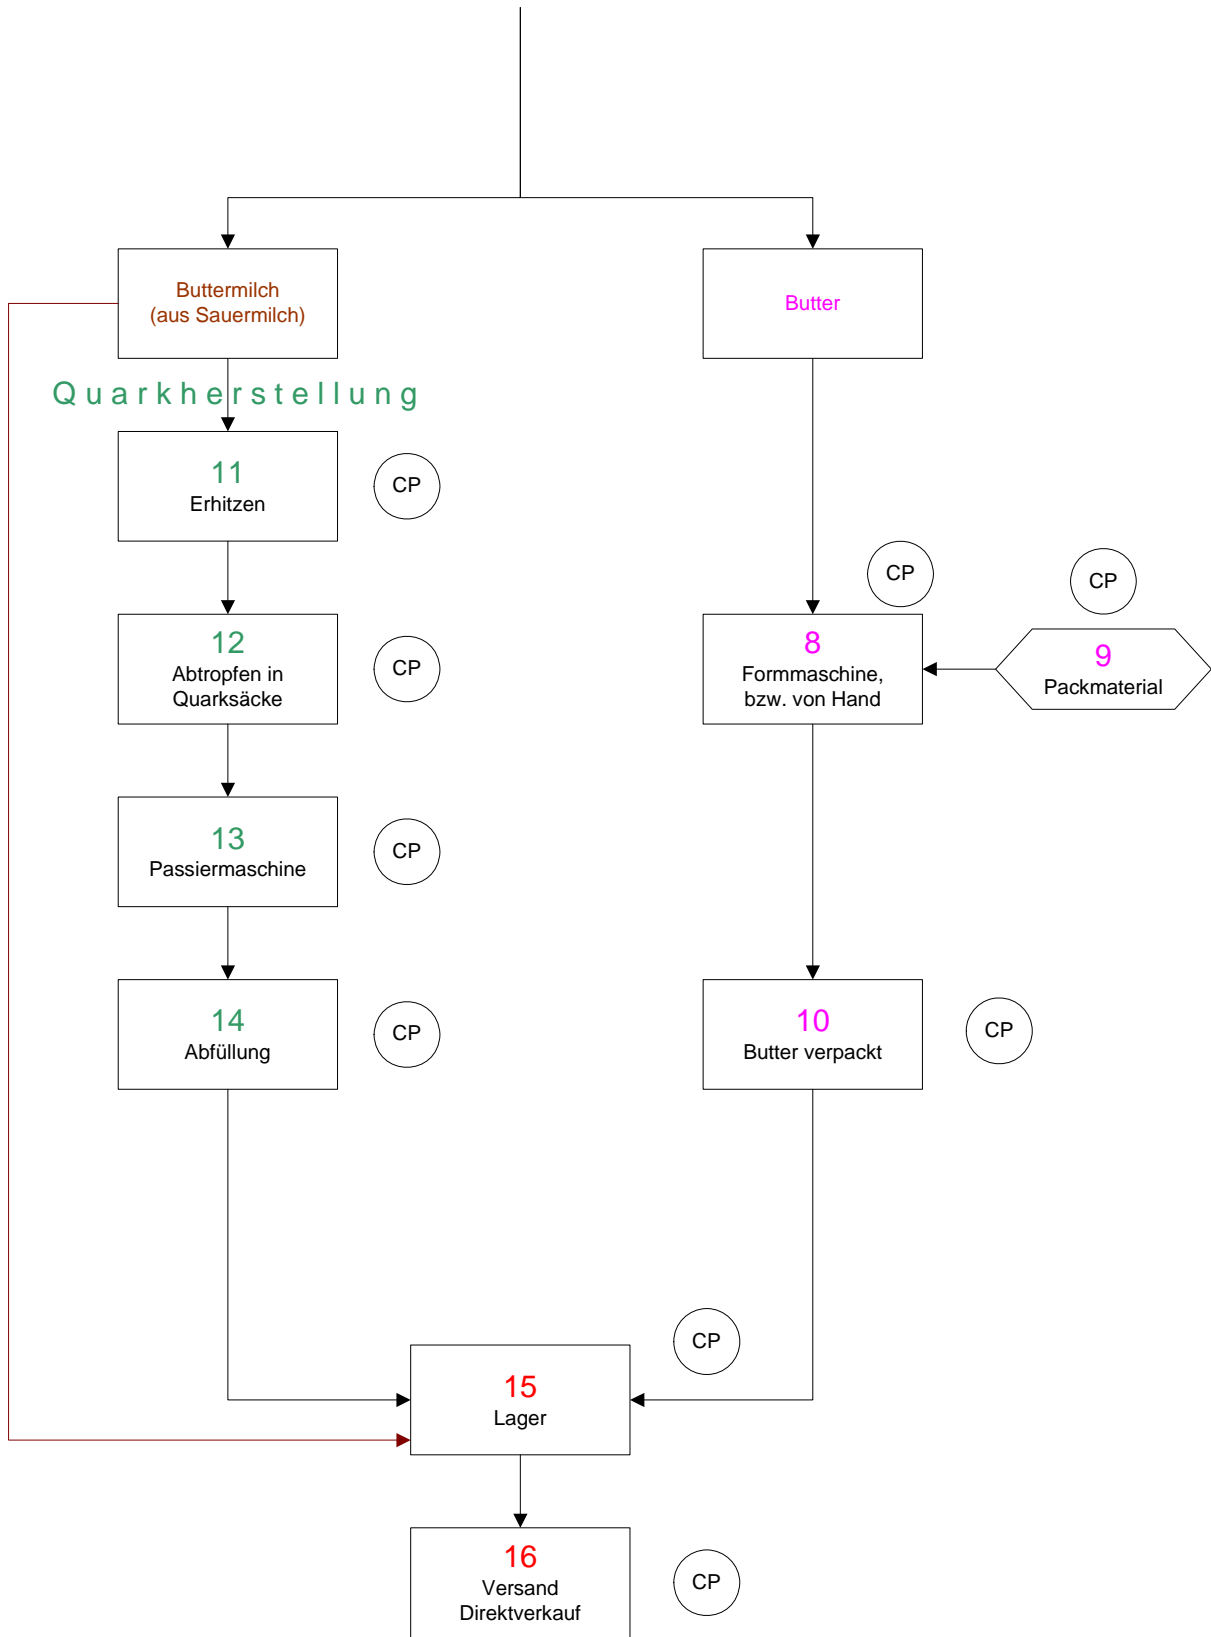 Buttermilch
(aus Sauermilch)
Butter
Quarkherstellung
11
Erhitzen
CP
CP
CP
12
Abtropfen in
Quarksäcke
CP
8
Formmaschine,
bzw. von Hand
9
Packmaterial
13
Passiermaschine
CP
14
Abfüllung
CP
10
Butter verpackt
CP
CP
15
Lager
16
Versand
Direktverkauf
CP